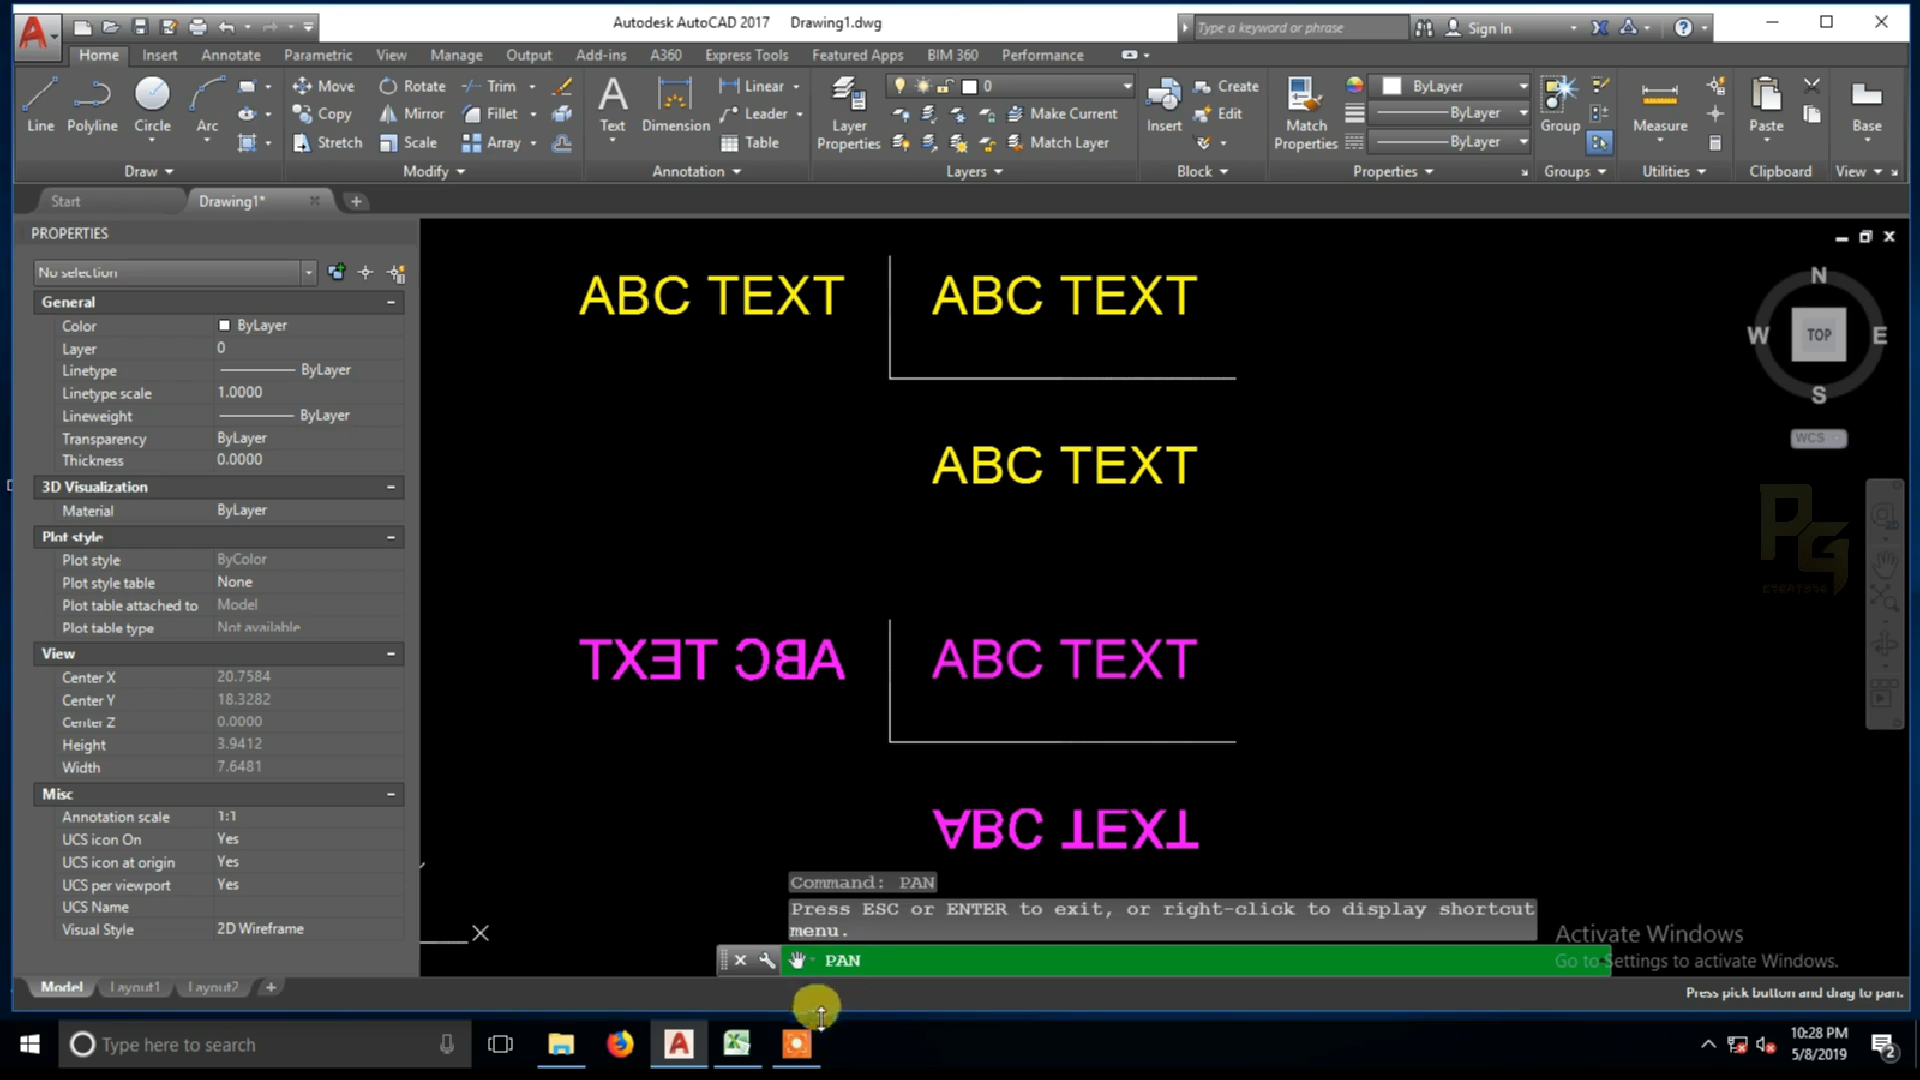 Autodesk AutoCAD 2017 Drawing1.dwg
Type a keyword or phrase
Sign In
Home Insert Annotate Parametric View Manage Output Add-ins A360 Express Tools Featured Apps BIM 360 Performance
Line Polyline Circle Arc
Move Rotate Trim
Copy Mirror Fillet
Stretch Scale Array
Text Dimension
Linear
Leader
Table
Layer Properties
0
Make Current
Match Layer
Insert
Create
Edit
Match Properties
ByLayer
ByLayer
ByLayer
Group
Measure
Paste
Base
Draw Modify Annotation Layers Block Properties Groups Utilities Clipboard View
Start Drawing1*
PROPERTIES
No selection
General
Color ByLayer
Layer 0
Linetype ByLayer
Linetype scale 1.0000
Lineweight ByLayer
Transparency ByLayer
Thickness 0.0000
3D Visualization
Material ByLayer
Plot style
Plot style ByColor
Plot style table None
Plot table attached to Model
Plot table type Not available
View
Center X 20.7584
Center Y 18.3282
Center Z 0.0000
Height 3.9412
Width 7.6481
Misc
Annotation scale 1:1
UCS icon On Yes
UCS icon at origin Yes
UCS per viewport Yes
UCS Name
Visual Style 2D Wireframe
ABC TEXT ABC TEXT
ABC TEXT
ABC TEXT ABC TEXT
ABC TEXT
N
W TOP E
S
WCS
PG
X
Command: PAN
Press ESC or ENTER to exit, or right-click to display shortcut
menu.
PAN
Activate Windows
Go to Settings to activate Windows.
Model Layout1 Layout2
Press pick button and drag to pan.
Type here to search
10:28 PM
5/8/2019
2